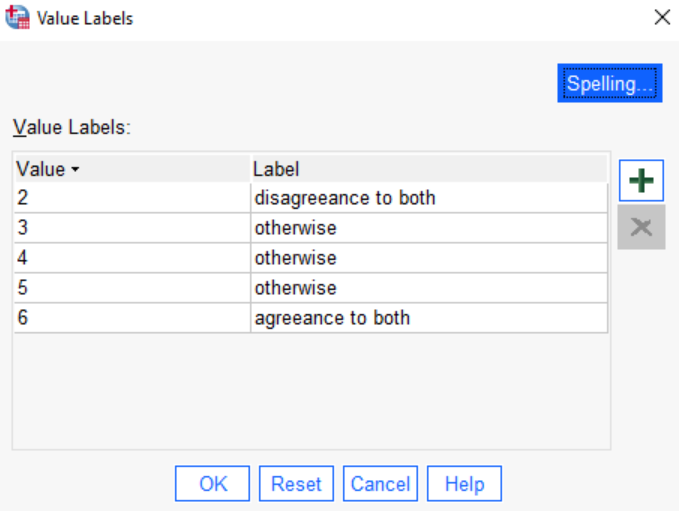 Value Labels
Spelling...
Value Labels:
Value Label
2 disagreeance to both
3 otherwise
4 otherwise
5 otherwise
6 agreeance to both
OK Reset Cancel Help